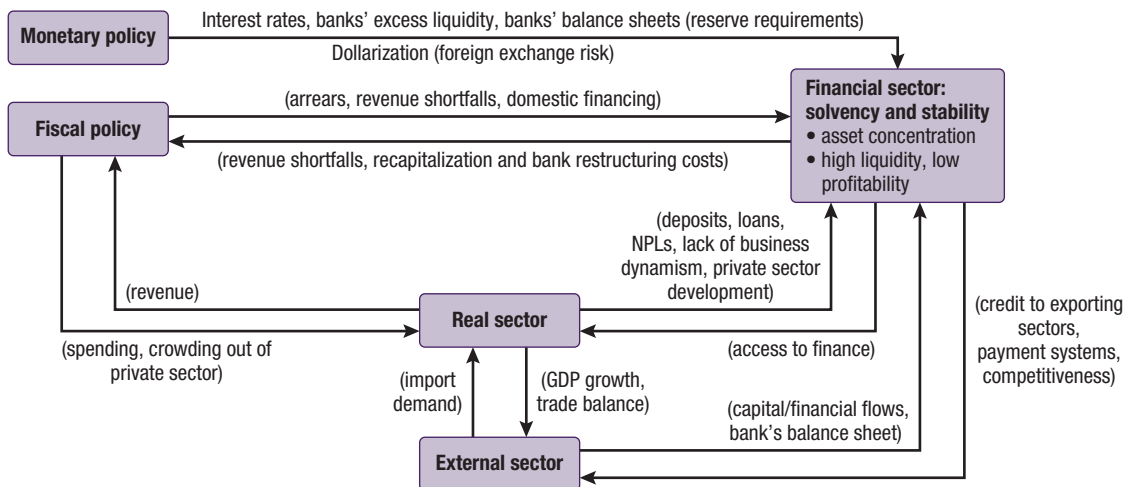 Interest rates, banks’ excess liquidity, banks’ balance sheets (reserve requirements)
Monetary policy
Dollarization (foreign exchange risk)
Financial sector:
solvency and stability
• asset concentration
• high liquidity, low
profitability
(arrears, revenue shortfalls, domestic financing)
Fiscal policy
(revenue shortfalls, recapitalization and bank restructuring costs)
(deposits, loans,
NPLs, lack of business
dynamism, private sector
development)
(revenue)
Real sector
(credit to exporting
sectors,
payment systems,
competitiveness)
(spending, crowding out of
private sector)
(access to finance)
(import
demand)
(GDP growth,
trade balance)
(capital/financial flows,
bank’s balance sheet)
External sector